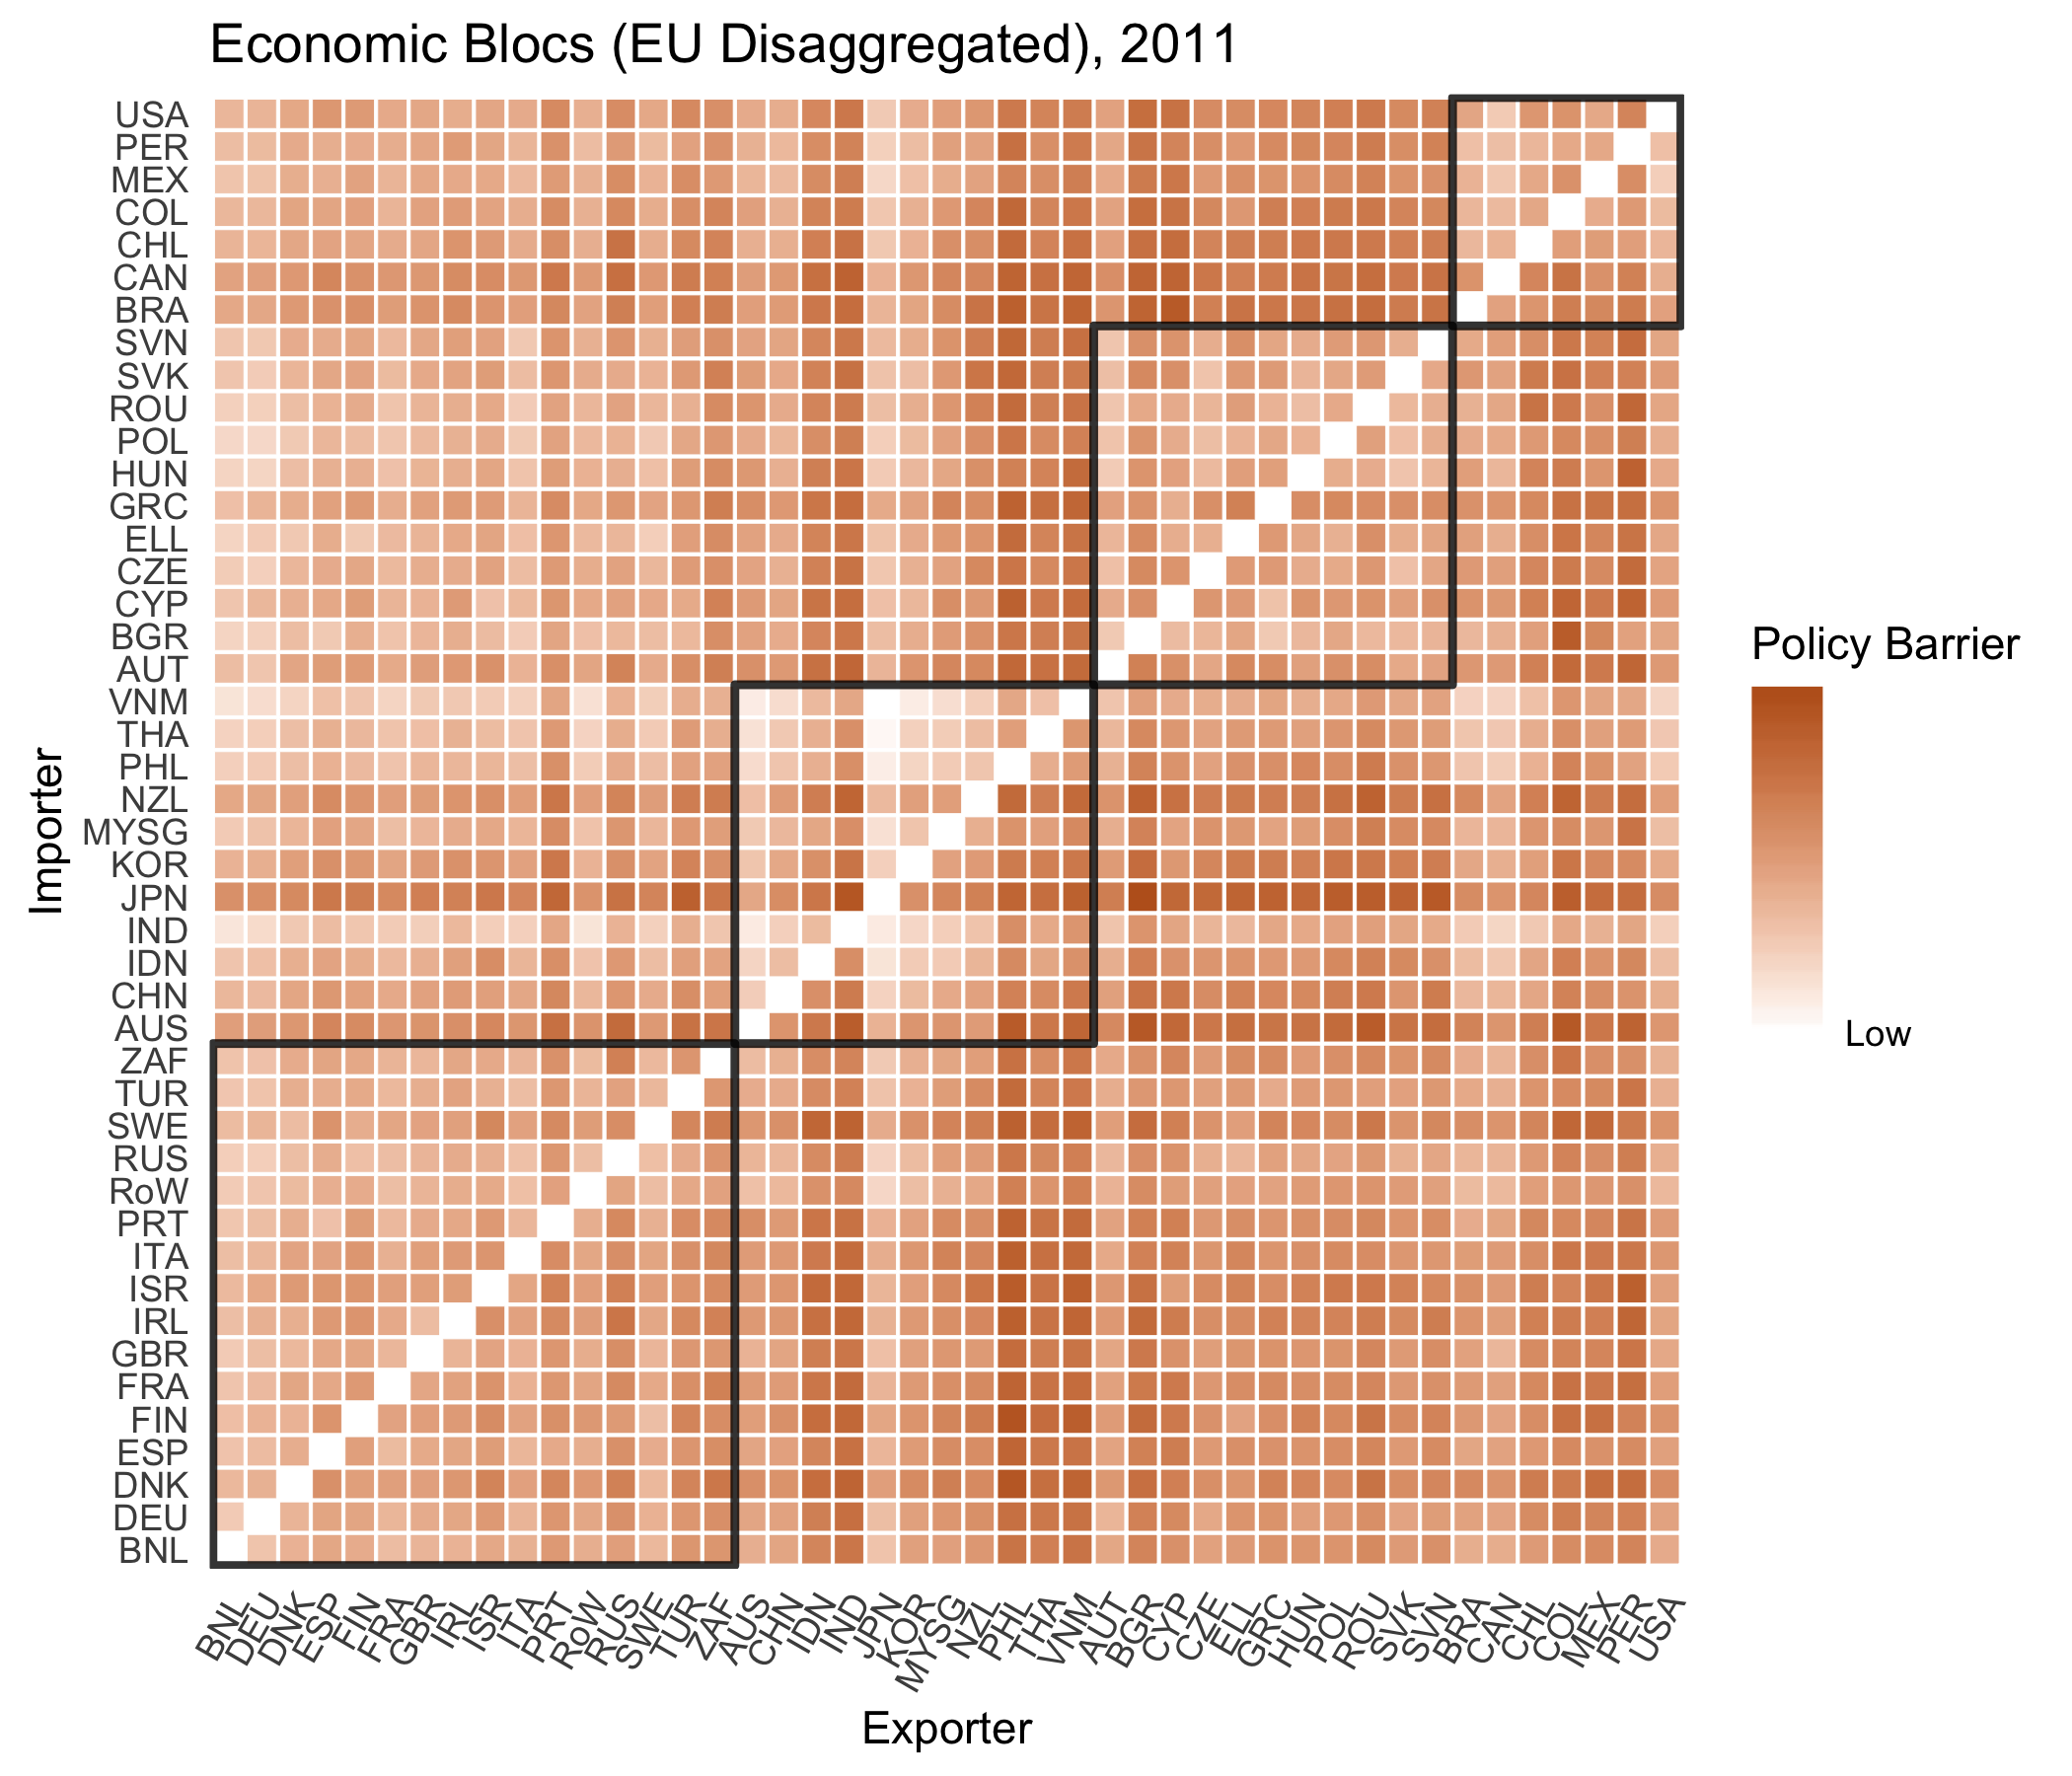 Economic Blocs (EU Disaggregated), 2011
USA
PER
MEX
COL
CHL
CAN
BRA
SVN
SVK
ROU
POL
HUN
GRC
ELL
CZE
CYP
BGR
AUT
VNM
THA
PHL
NZL
MYSG
KOR
JPN
IND
IDN
CHN
AUS
ZAF
TUR
SWE
RUS
RoW
PRT
ITA
ISR
IRL
GBR
FRA
FIN
ESP
DNK
DEU
BNL
Importer
BNL
DEU
DNK
ESP
FIN
FRA
GBR
IRL
ISR
ITA
PRT
RoW
RUS
SWE
TUR
ZAF
AUS
CHN
IDN
IND
JPN
KOR
MYSG
NZL
PHL
THA
VNM
AUT
BGR
CYP
CZE
ELL
GRC
HUN
POL
ROU
SVK
SVN
BRA
CAN
CHL
COL
MEX
PER
USA
Exporter
Policy Barrier
Low